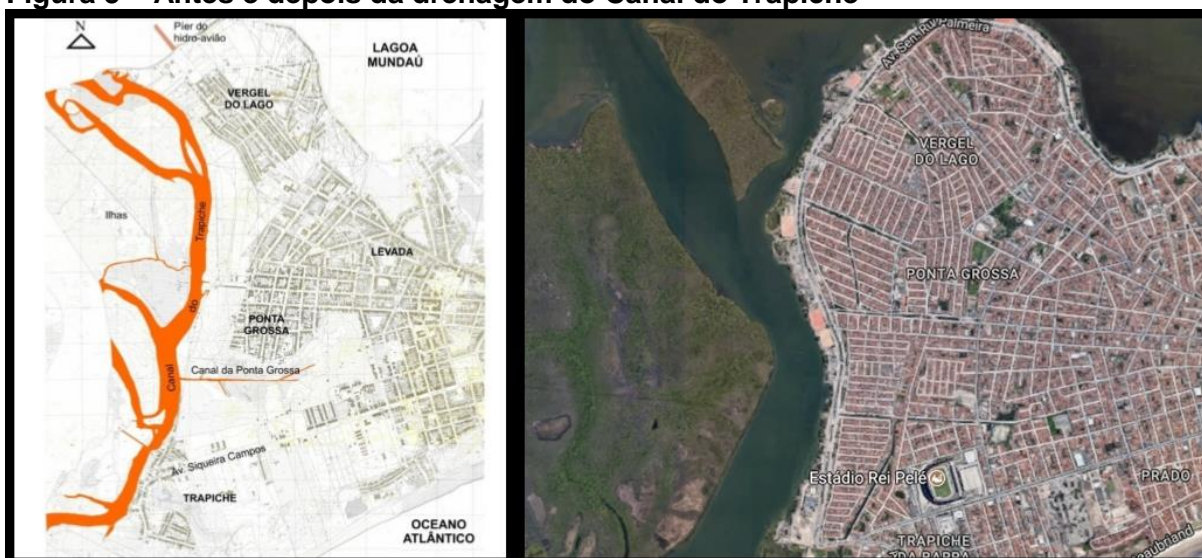 Figura – Antes e depois da drenagem do Canal do Trapiche
N
Pier do
hidro-avião
LAGOA
MUNDAÚ
VERGEL
DO LAGO
Ilhas
Canal do Trapiche
LEVADA
PONTA
GROSSA
Canal da Ponta Grossa
Av. Siqueira Campos
TRAPICHE
OCEANO
ATLÂNTICO
Av. Sen. Rui Palmeira
VERGEL
DO LAGO
PONTA GROSSA
Estádio Rei Pelé
PRADO
TRAPICHE
DA BARRA
eaubriand